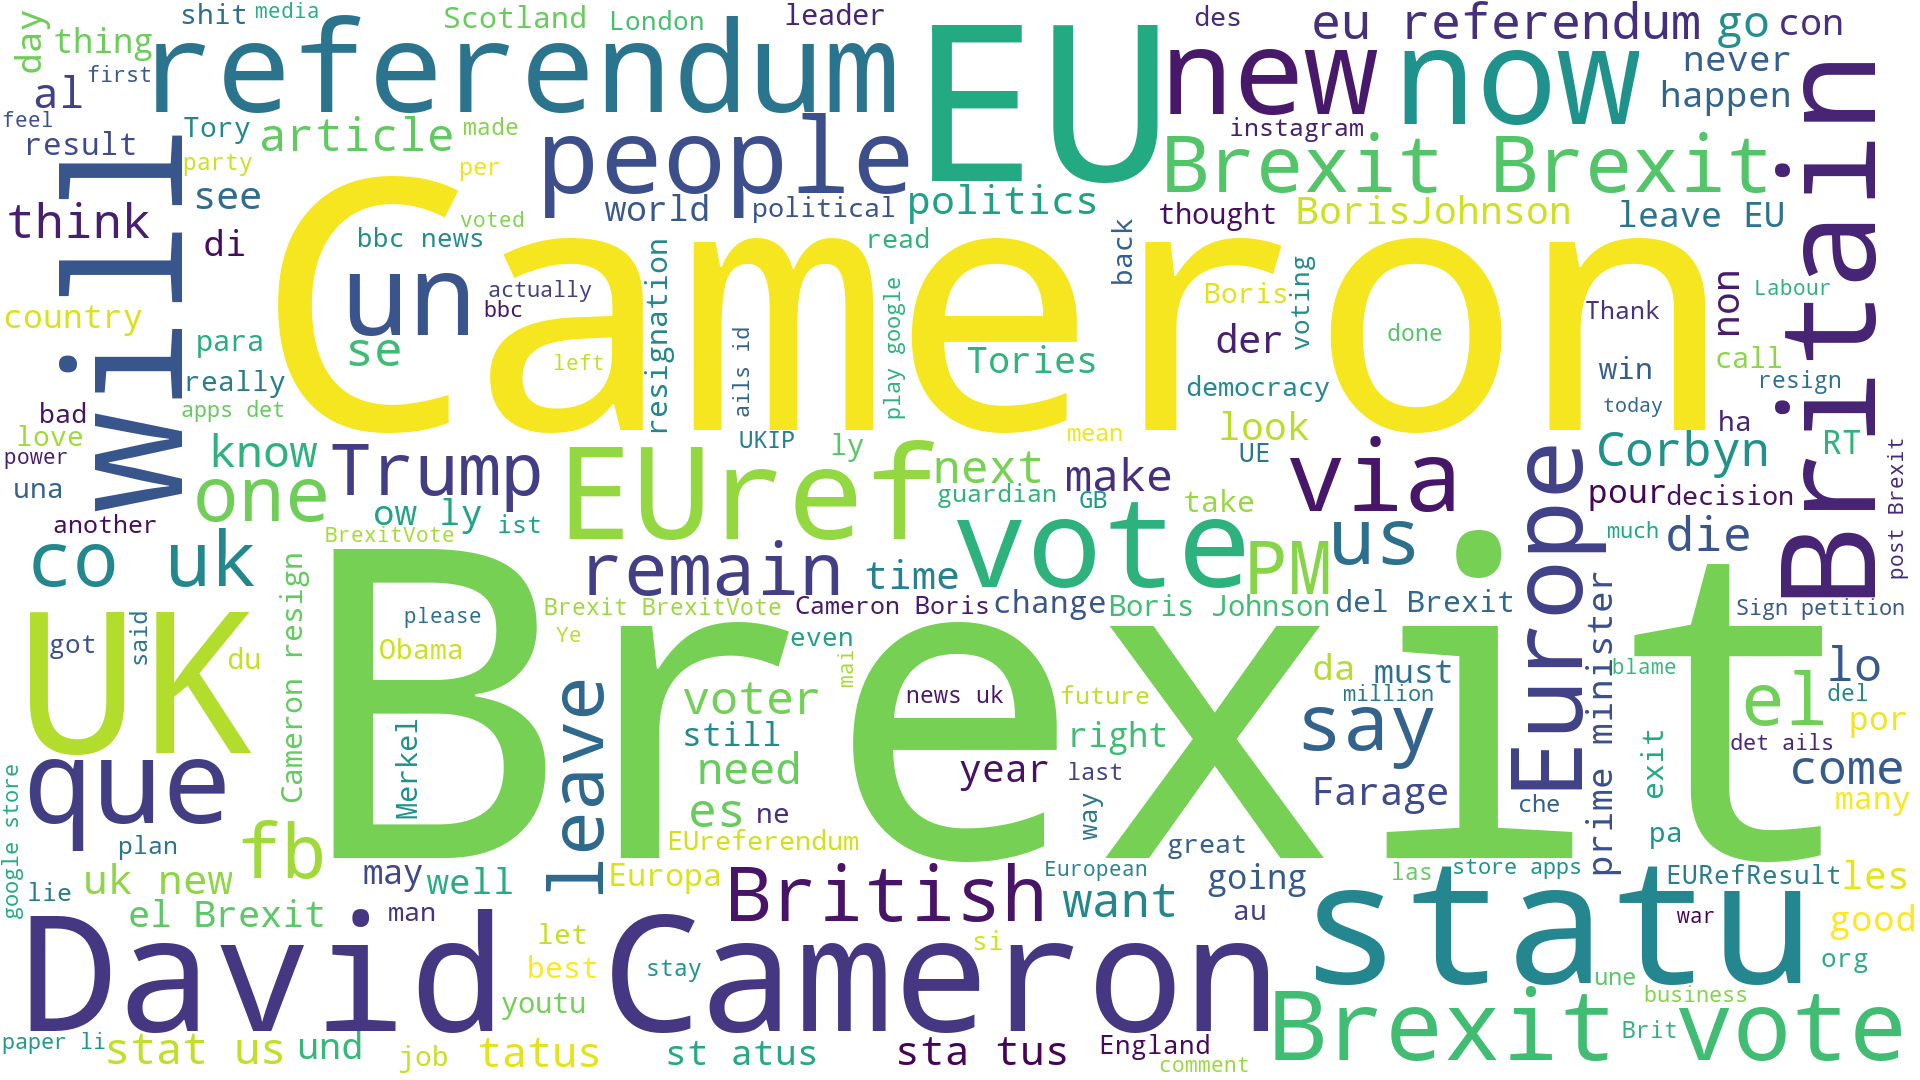 shit
media
Scotland
London
leader
des
eu referendum
go
con
day
thing
referendum
EU
new
now
never
first
al
happen
feel
Tory
article
made
people
instagram
Britain
result
will
party
per
Brexit Brexit
see
world
political
politics
think
voted
thought
BorisJohnson
leave EU
di
bbc news
read
back
Cameron
un
resignation
actually
bbc
play google
Boris
voting
non
Labour
country
Thank
para
se
left
ails id
Tories
der
done
call
really
democracy
win
resign
apps det
today
bad
love
know
Trump
UKIP
ly
mean
look
UE
ha
Corbyn
RT
power
una
one
EUref
next
guardian
make
GB
take
via
Europe
pour
decision
post Brexit
another
ow ly
ist
BrexitVote
vote
much
die
co uk
remain
time
PM
us
Cameron resign
Brexit
please
Brexit BrexitVote
Cameron Boris
change
Boris Johnson
del Brexit
prime minister
Sign petition
UK
got
said
du
Obama
Ye
even
mai
da
must
blame
lo
leave
voter
news uk
future
million
say
el
del
por
Merkel
still
right
exit
det ails
que
need
year
last
Farage
come
google store
es
ne
way
che
many
plan
fb
EUreferendum
great
pa
lie
uk new
may
well
Europa
British
European
want
going
las
store apps
EURefResult
les
el Brexit
man
au
statu
war
good
David Cameron
let
si
best
stay
org
youtu
une
business
Brexit vote
Brit
paper li
stat us
und
job
tatus
st atus
sta tus
England
comment